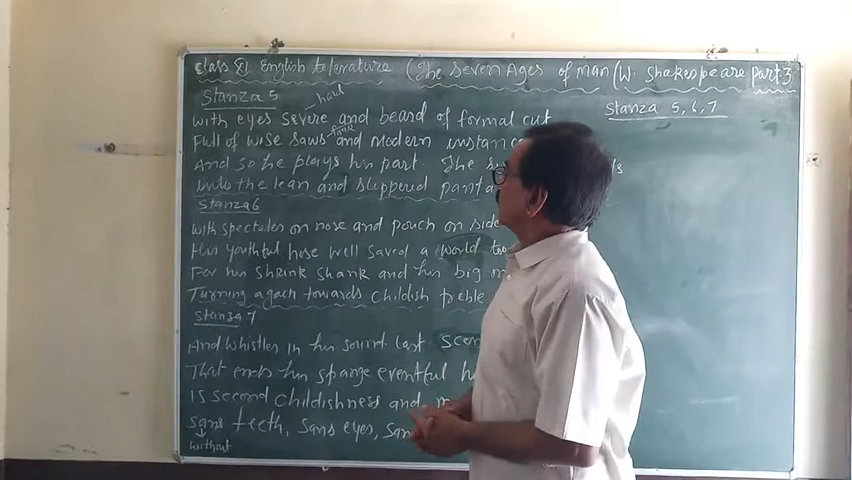 Class XI English Literature (The Seven Ages of man (W. Shakespeare Part 3
Stanza 5
Stanza 5, 6, 7
hard
with eyes severe and beard of formal cut
Full of wise saws and Modern instanc
And so he plays his part. The s
into the lean and slippered panta
Stanza 6
with spectacles on nose and pouch on side
His youthful hose well saved a world too
For his Shrunk Shank and his big m
Turning again towards Childish treble
Stanza 7
And whistles in his sound last Scen
That ends his strange eventful h
Is second Childishness and m
sans teeth, Sans eyes, San
without